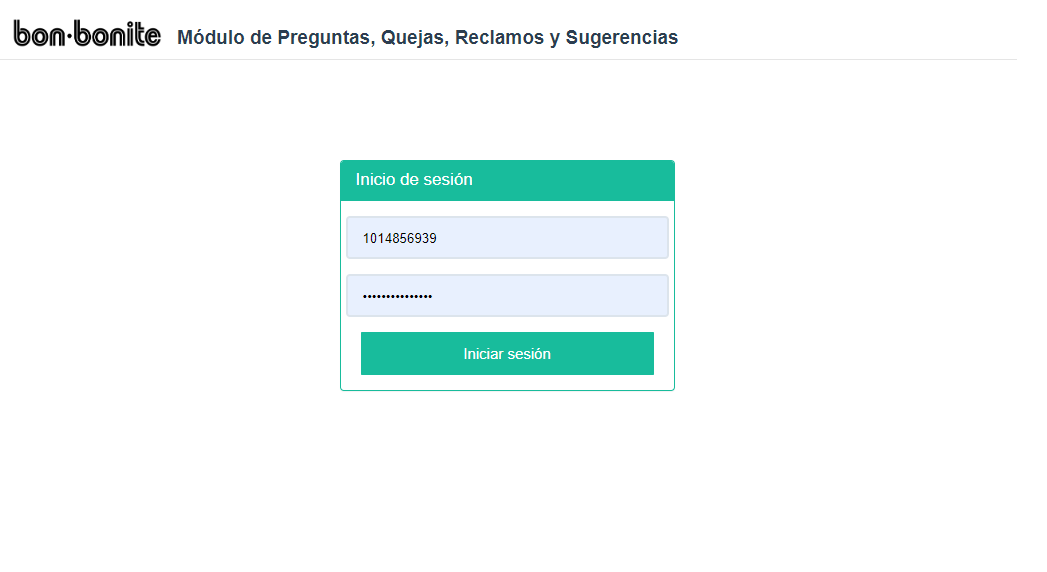 bon·bonite Módulo de Preguntas, Quejas, Reclamos y Sugerencias
Inicio de sesión
1014856939
•••••••••••••••
Iniciar sesión